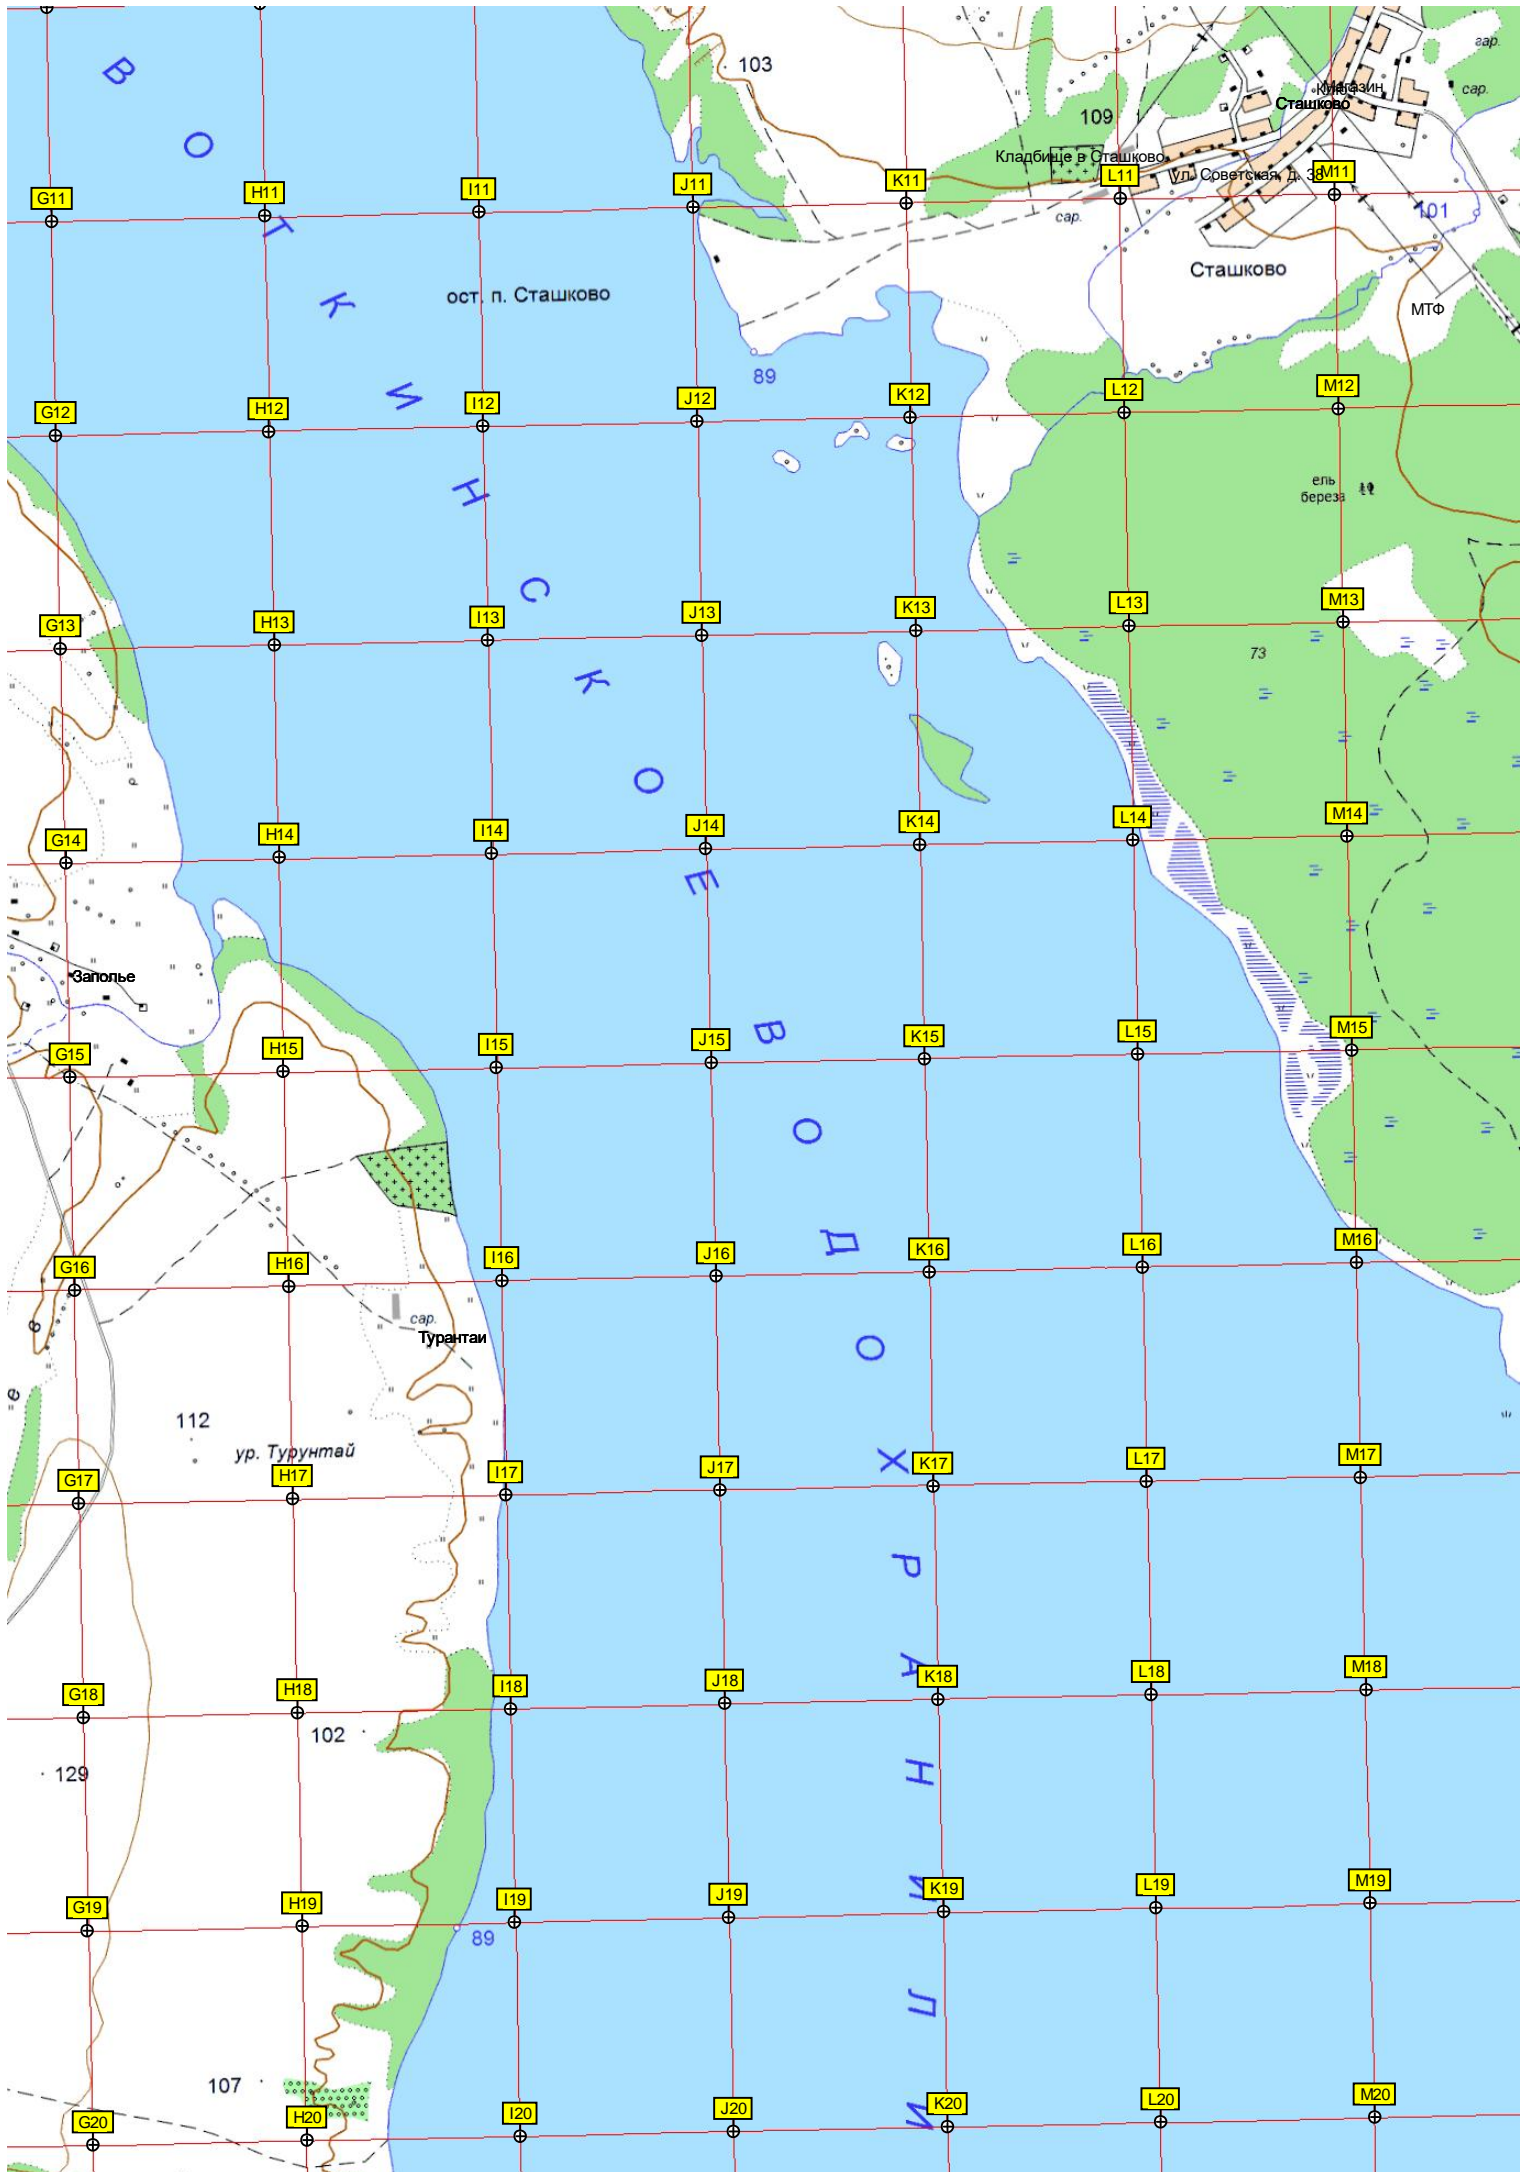 ВОТКИНСКОЕ ВОДОХРАНИЛИ
103
109
гар.
сар.
Магазин
Сташково
Кладбище в Сташково
ул. Советская, д. 38
сар.
101
G11 H11 I11 J11 K11 L11 M11
ост. п. Сташково
Сташково
МТФ
89
G12 H12 I12 J12 K12 L12 M12
ель
береза
7
G13 H13 I13 J13 K13 L13 M13
73
G14 H14 I14 J14 K14 L14 M14
Заполье
G15 H15 I15 J15 K15 L15 M15
G16 H16 I16 J16 K16 L16 M16
сар.
Турантаи
в
е
112
ур. Турунтай
G17 H17 I17 J17 K17 L17 M17
G18 H18 I18 J18 K18 L18 M18
102
129
G19 H19 I19 J19 K19 L19 M19
89
107
G20 H20 I20 J20 K20 L20 M20